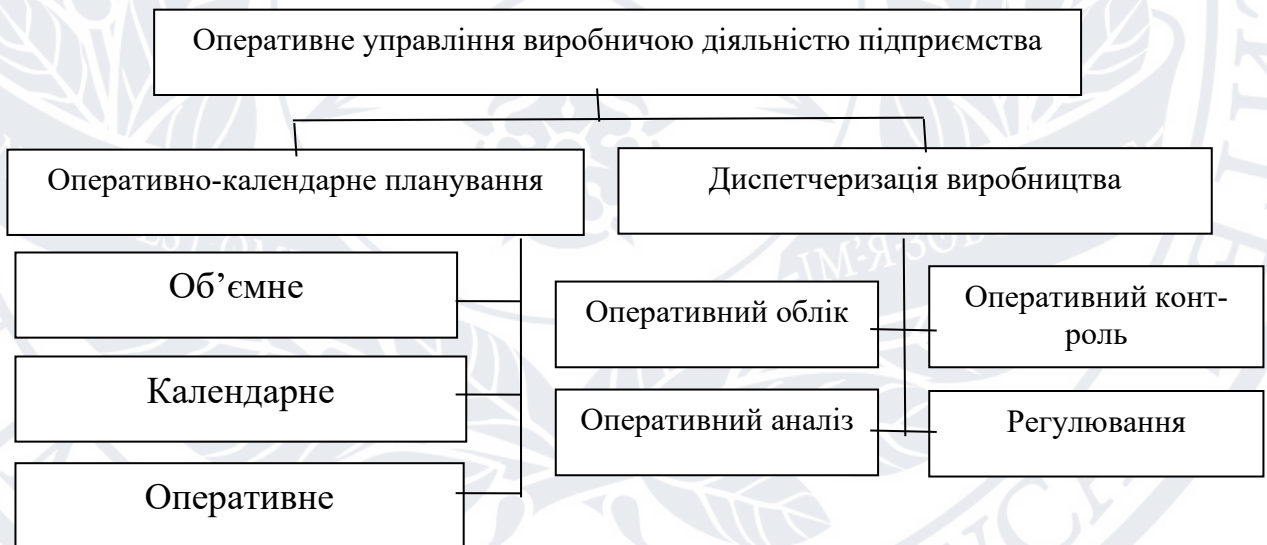 Оперативне управління виробничою діяльністю підприємства
Оперативно-календарне планування
Диспетчеризація виробництва
Об’ємне
Календарне
Оперативне
Оперативний облік
Оперативний конт-
роль
Оперативний аналіз
Регулювання